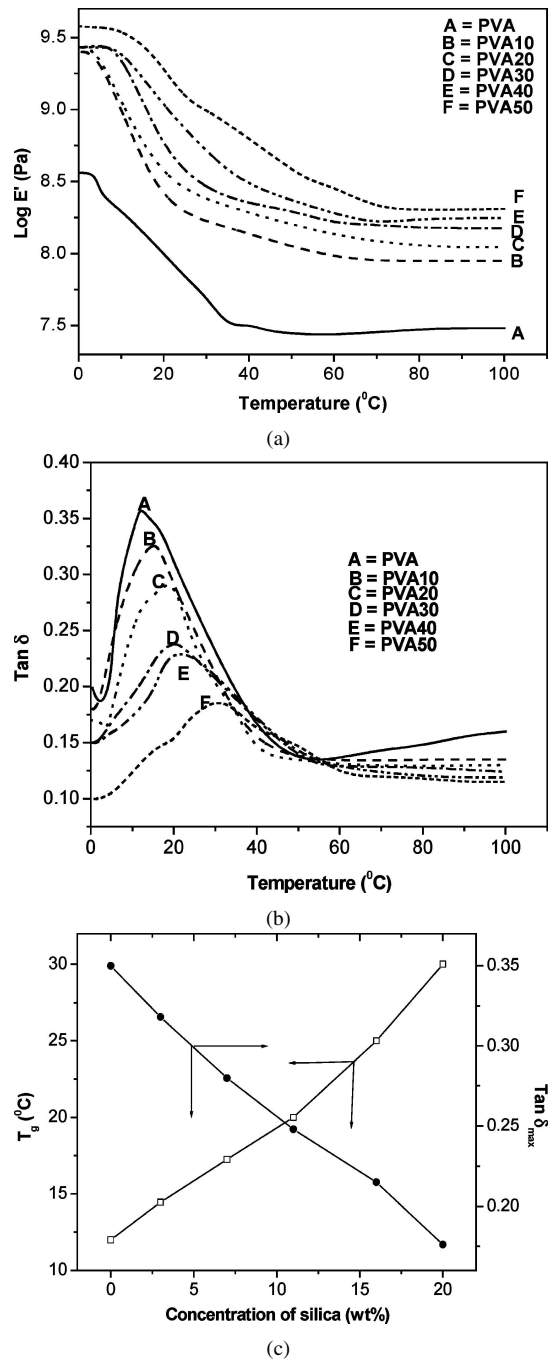 A = PVA
B = PVA10
C = PVA20
D = PVA30
E = PVA40
F = PVA50
9.5
9.0
8.5
8.0
7.5
Log E' (Pa)
F
E
D
C
B
A
0 20 40 60 80 100
Temperature (⁰C)
(a)
0.40
0.35
0.30
0.25
0.20
0.15
0.10
Tan δ
A
B
C
D
E
F
A = PVA
B = PVA10
C = PVA20
D = PVA30
E = PVA40
F = PVA50
0 20 40 60 80 100
Temperature (⁰C)
(b)
30
25
20
15
10
T_g (⁰C)
0.35
0.30
0.25
0.20
Tan δ_max
0 5 10 15 20
Concentration of silica (wt%)
(c)